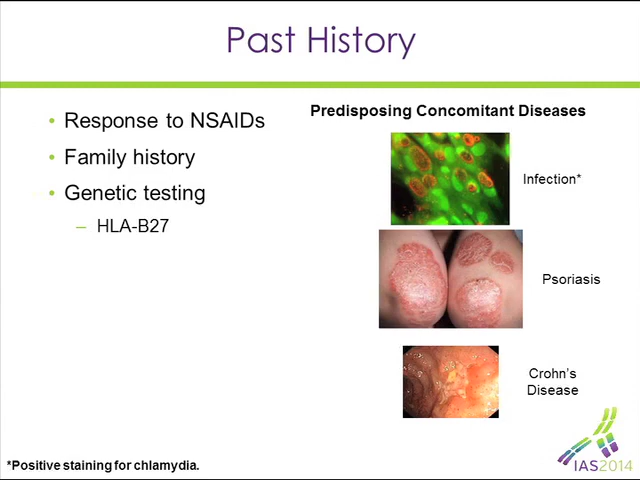 Past History
• Response to NSAIDs
• Family history
• Genetic testing
– HLA-B27
Predisposing Concomitant Diseases
Infection*
Psoriasis
Crohn's
Disease
*Positive staining for chlamydia.
IAS2014